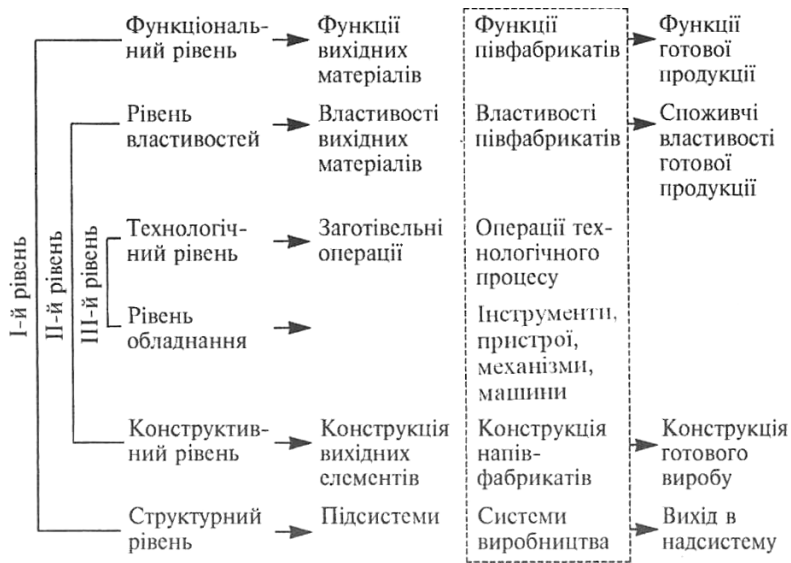 Функціональ-
ний рівень
Функції
вихідних
матеріалів
Функції
півфабрикатів
Функції
готової
продукції
Рівень
властивостей
Властивості
вихідних
матеріалів
Властивості
півфабрикатів
Споживчі
властивості
готової
продукції
Технологіч-
ний рівень
Заготівельні
операції
Операції тех-
нологічного
процесу
Рівень
обладнання
Інструменти,
пристрої,
механізми,
машини
Конструктив-
ний рівень
Конструкція
вихідних
елементів
Конструкція
напів-
фабрикатів
Конструкція
готового
виробу
Структурний
рівень
Підсистеми
Системи
виробництва
Вихід в
надсистему
І-й рівень
ІІ-й рівень
ІІІ-й рівень